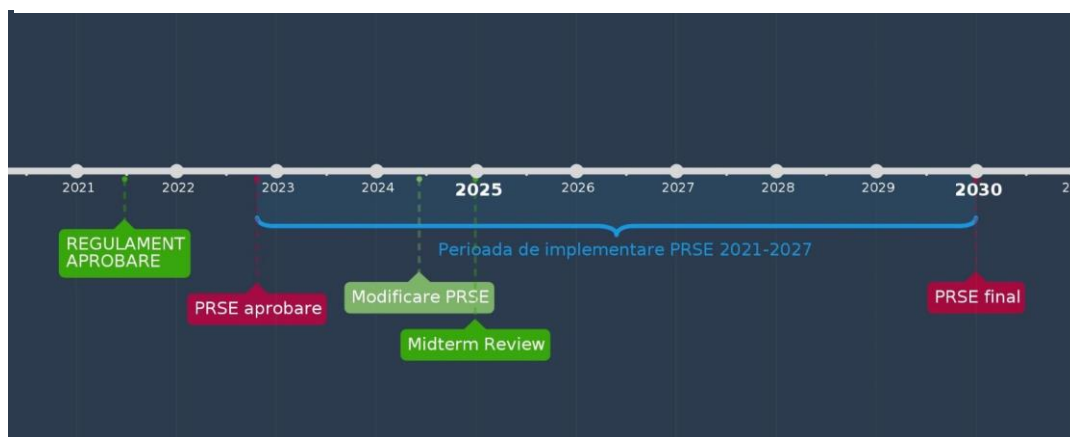 2021 2022 2023 2024 2025 2026 2027 2028 2029 2030
REGULAMENT
APROBARE
Perioada de implementare PRSE 2021-2027
PRSE aprobare
Modificare PRSE
PRSE final
Midterm Review